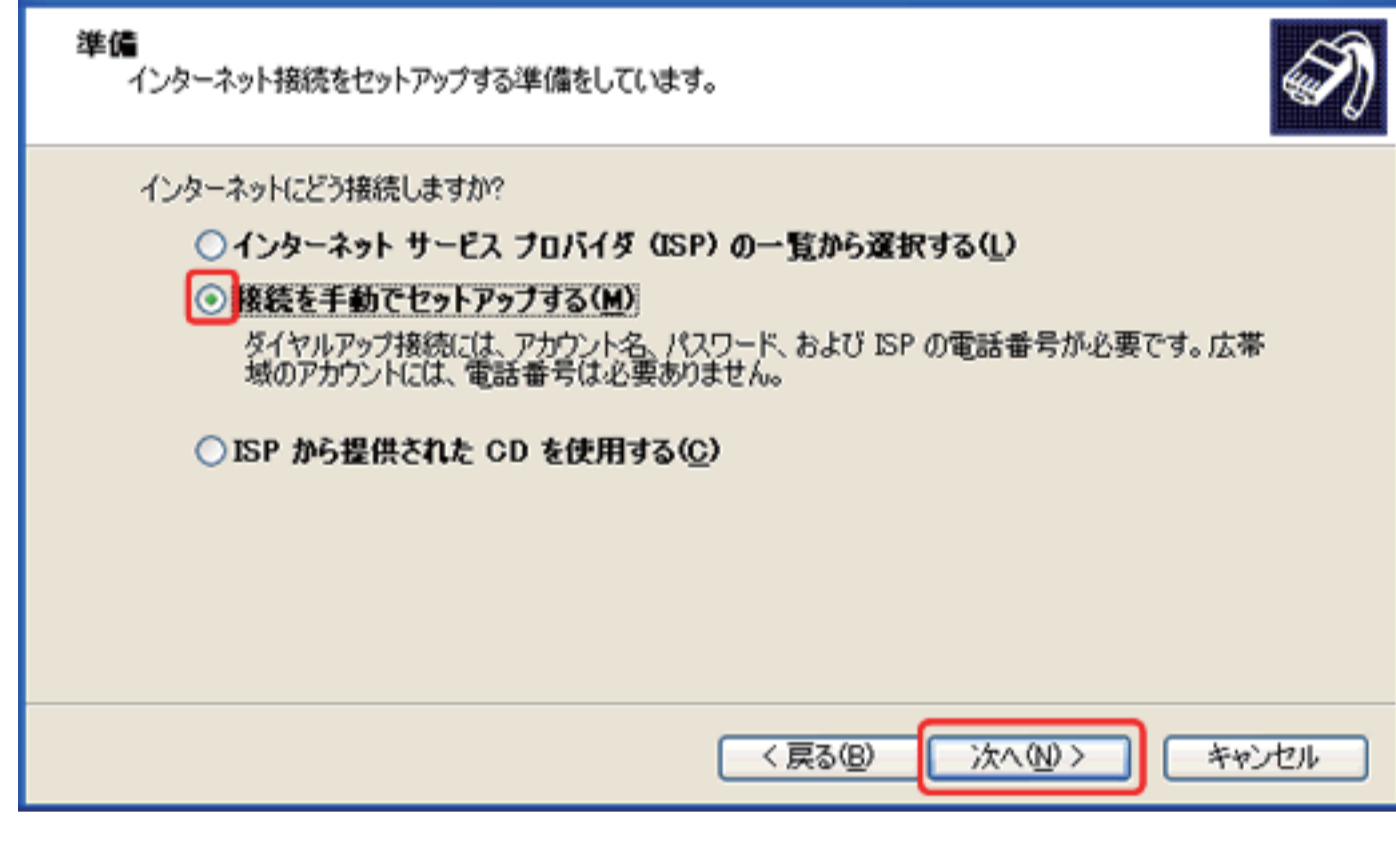 準備
インターネット接続をセットアップする準備をしています。
インターネットにどう接続しますか?
インターネット サービス プロバイダ (ISP) の一覧から選択する(L)
接続を手動でセットアップする(M)
ダイヤルアップ接続には、アカウント名、パスワード、および ISP の電話番号が必要です。広帯
域のアカウントには、電話番号は必要ありません。
ISP から提供された CD を使用する(C)
< 戻る(B)
次へ(N) >
キャンセル